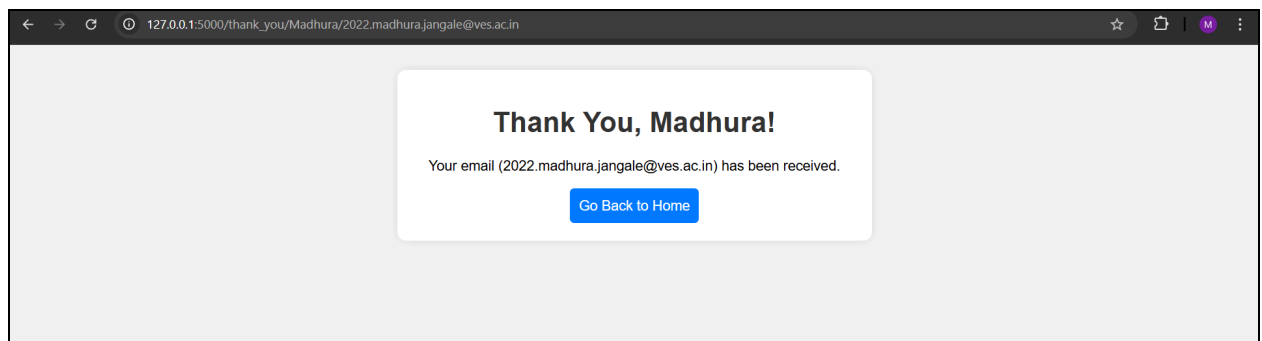 127.0.0.1:5000/thank_you/Madhura/2022.madhura.jangale@ves.ac.in
M
Thank You, Madhura!
Your email (2022.madhura.jangale@ves.ac.in) has been received.
Go Back to Home